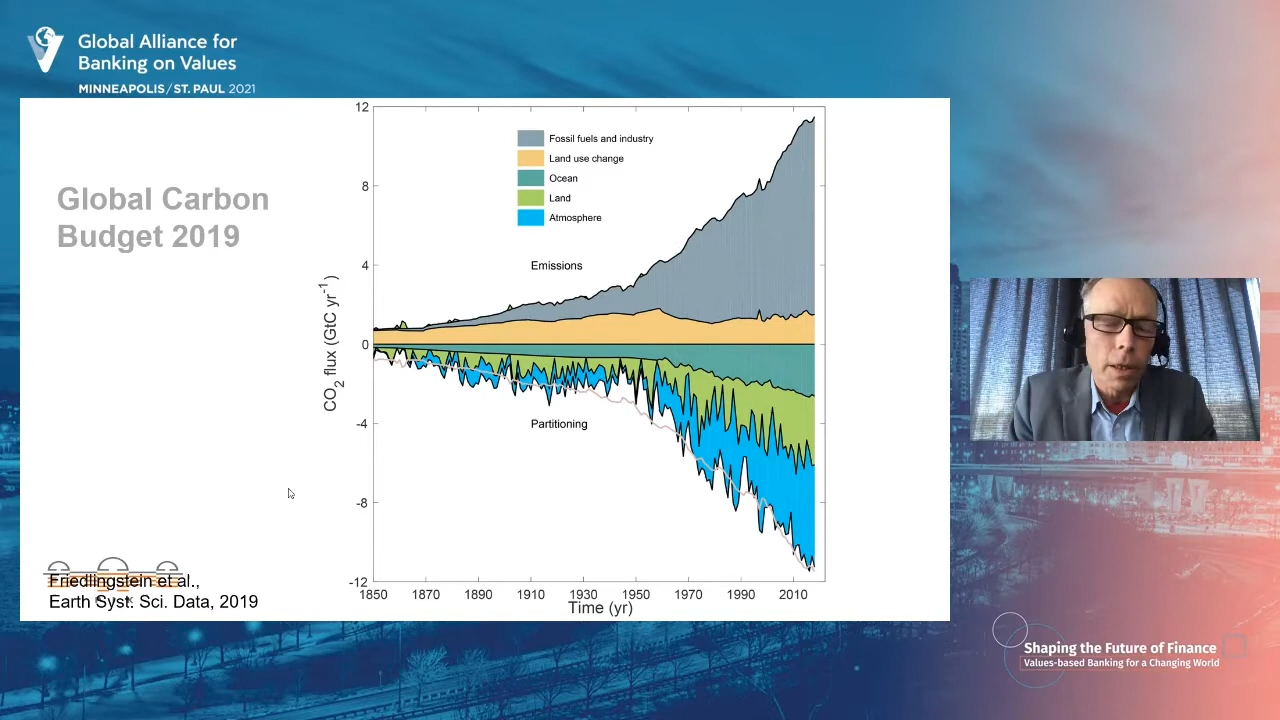 Global Alliance for
Banking on Values
MINNEAPOLIS/ST. PAUL 2021
Global Carbon
Budget 2019
12
8
4
0
-4
-8
-12
CO2 flux (GtC yr-1)
Fossil fuels and industry
Land use change
Ocean
Land
Atmosphere
Emissions
Partitioning
1850 1870 1890 1910 1930 1950 1970 1990 2010
Time (yr)
Friedlingstein et al.,
Earth Syst. Sci. Data, 2019
Shaping the Future of Finance
Values-based Banking for a Changing World